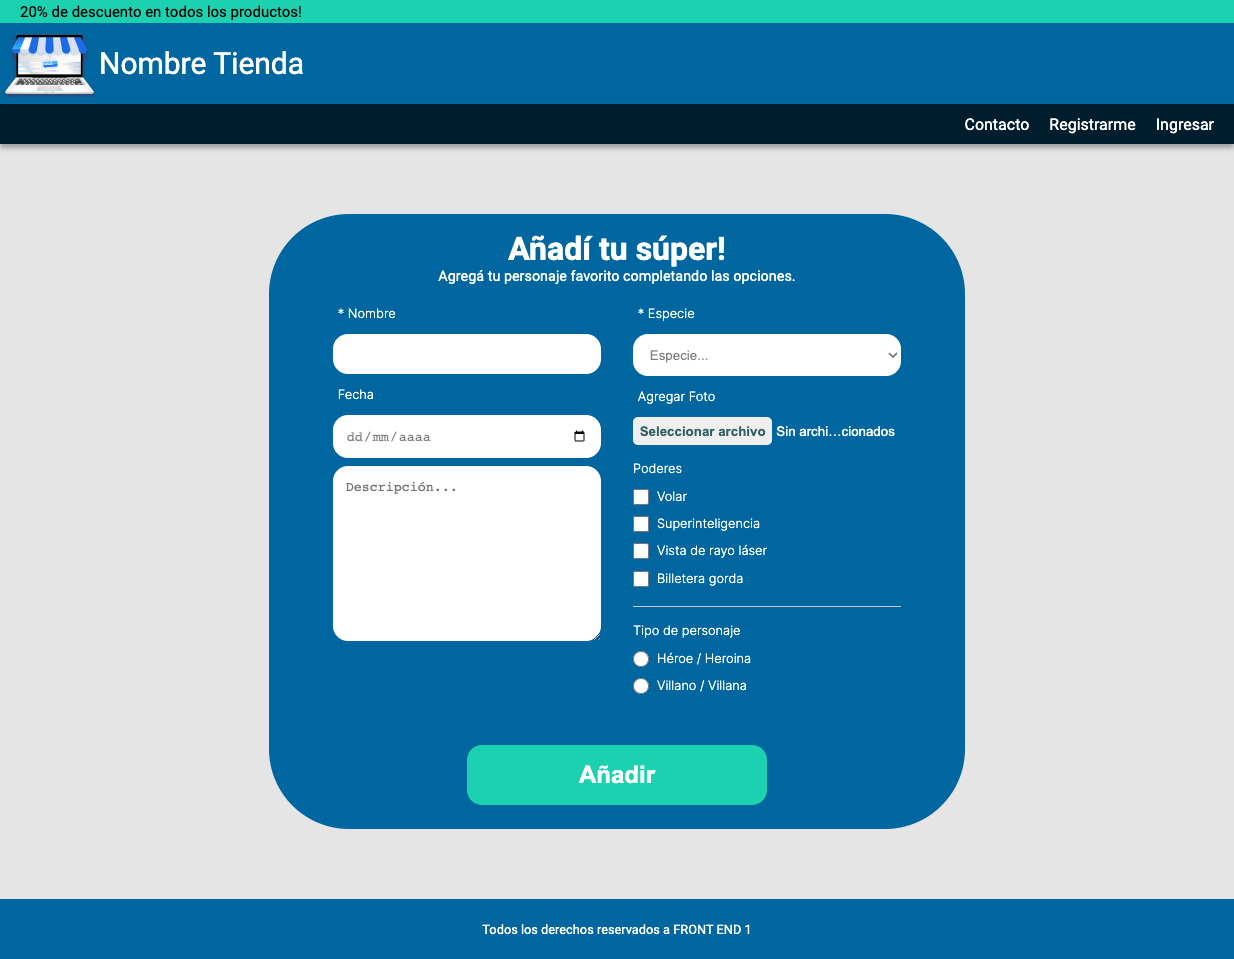 20% de descuento en todos los productos!
Nombre Tienda
Contacto Registrarme Ingresar
Añadí tu súper!
Agregá tu personaje favorito completando las opciones.
* Nombre
Fecha
dd/mm/aaaa
Descripción...
* Especie
Especie...
Agregar Foto
Seleccionar archivo Sin archi...cionados
Poderes
Volar
Superinteligencia
Vista de rayo láser
Billetera gorda
Tipo de personaje
Héroe / Heroina
Villano / Villana
Añadir
Todos los derechos reservados a FRONT END 1